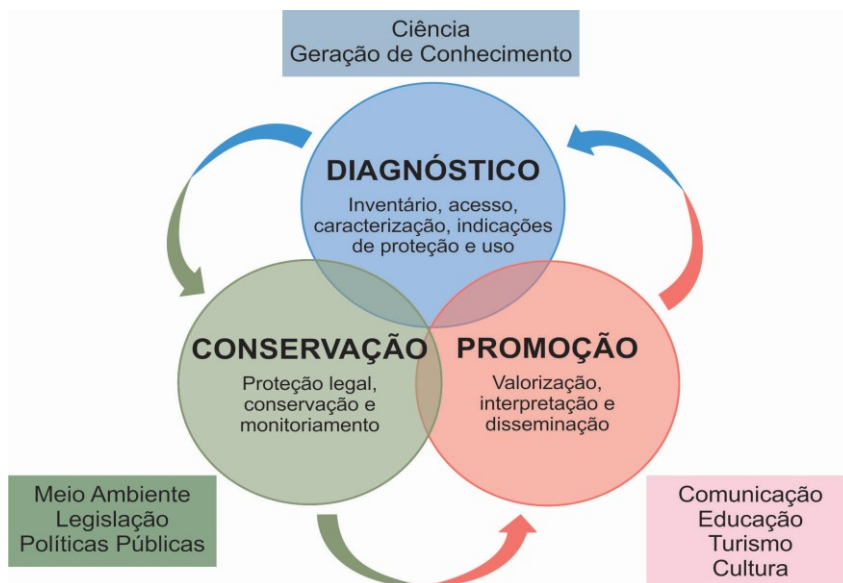 Ciência
Geração de Conhecimento
DIAGNÓSTICO
Inventário, acesso,
caracterização, indicações
de proteção e uso
CONSERVAÇÃO
Proteção legal,
conservação e
monitoriamento
PROMOÇÃO
Valorização,
interpretação e
disseminação
Meio Ambiente
Legislação
Políticas Públicas
Comunicação
Educação
Turismo
Cultura